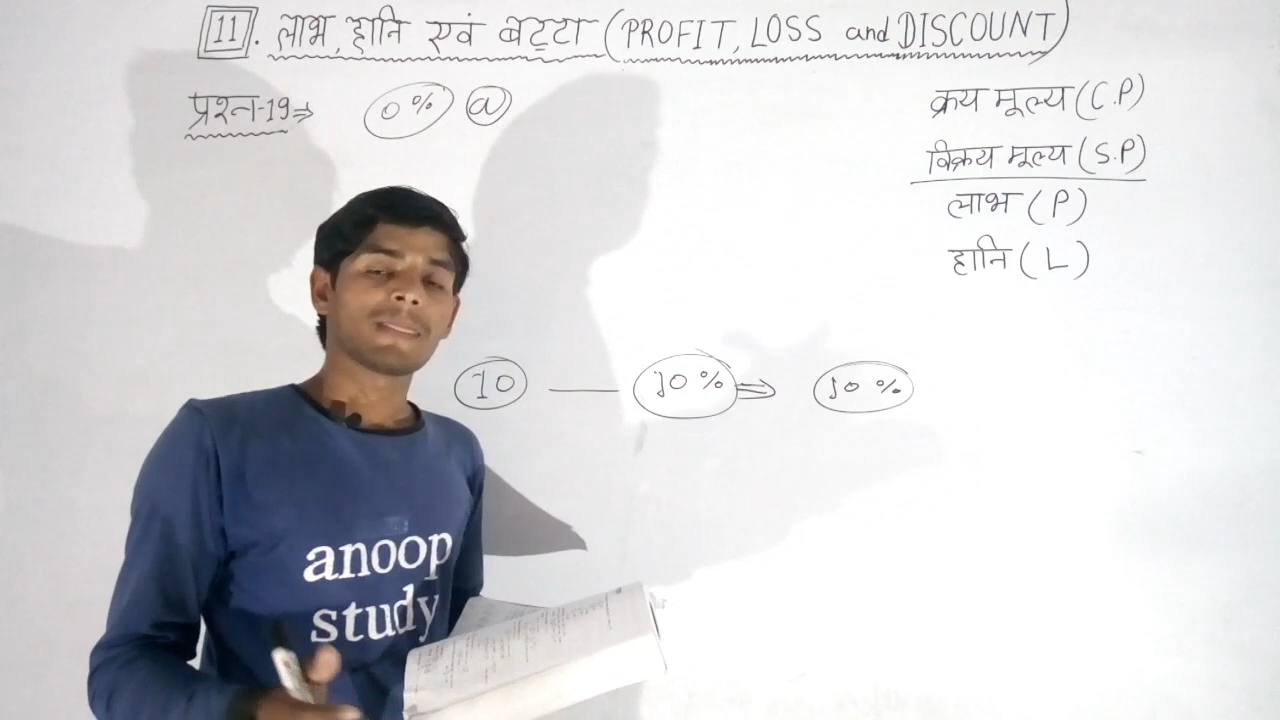 11. लाभ, हानि एवं बट्टा (PROFIT, LOSS and DISCOUNT)
प्रश्न-19⇒ 0% @
क्रय मूल्य (C.P)
विक्रय मूल्य (S.P)
लाभ (P)
हानि (L)
10 — 10% ⇒ 10%
anoop
study